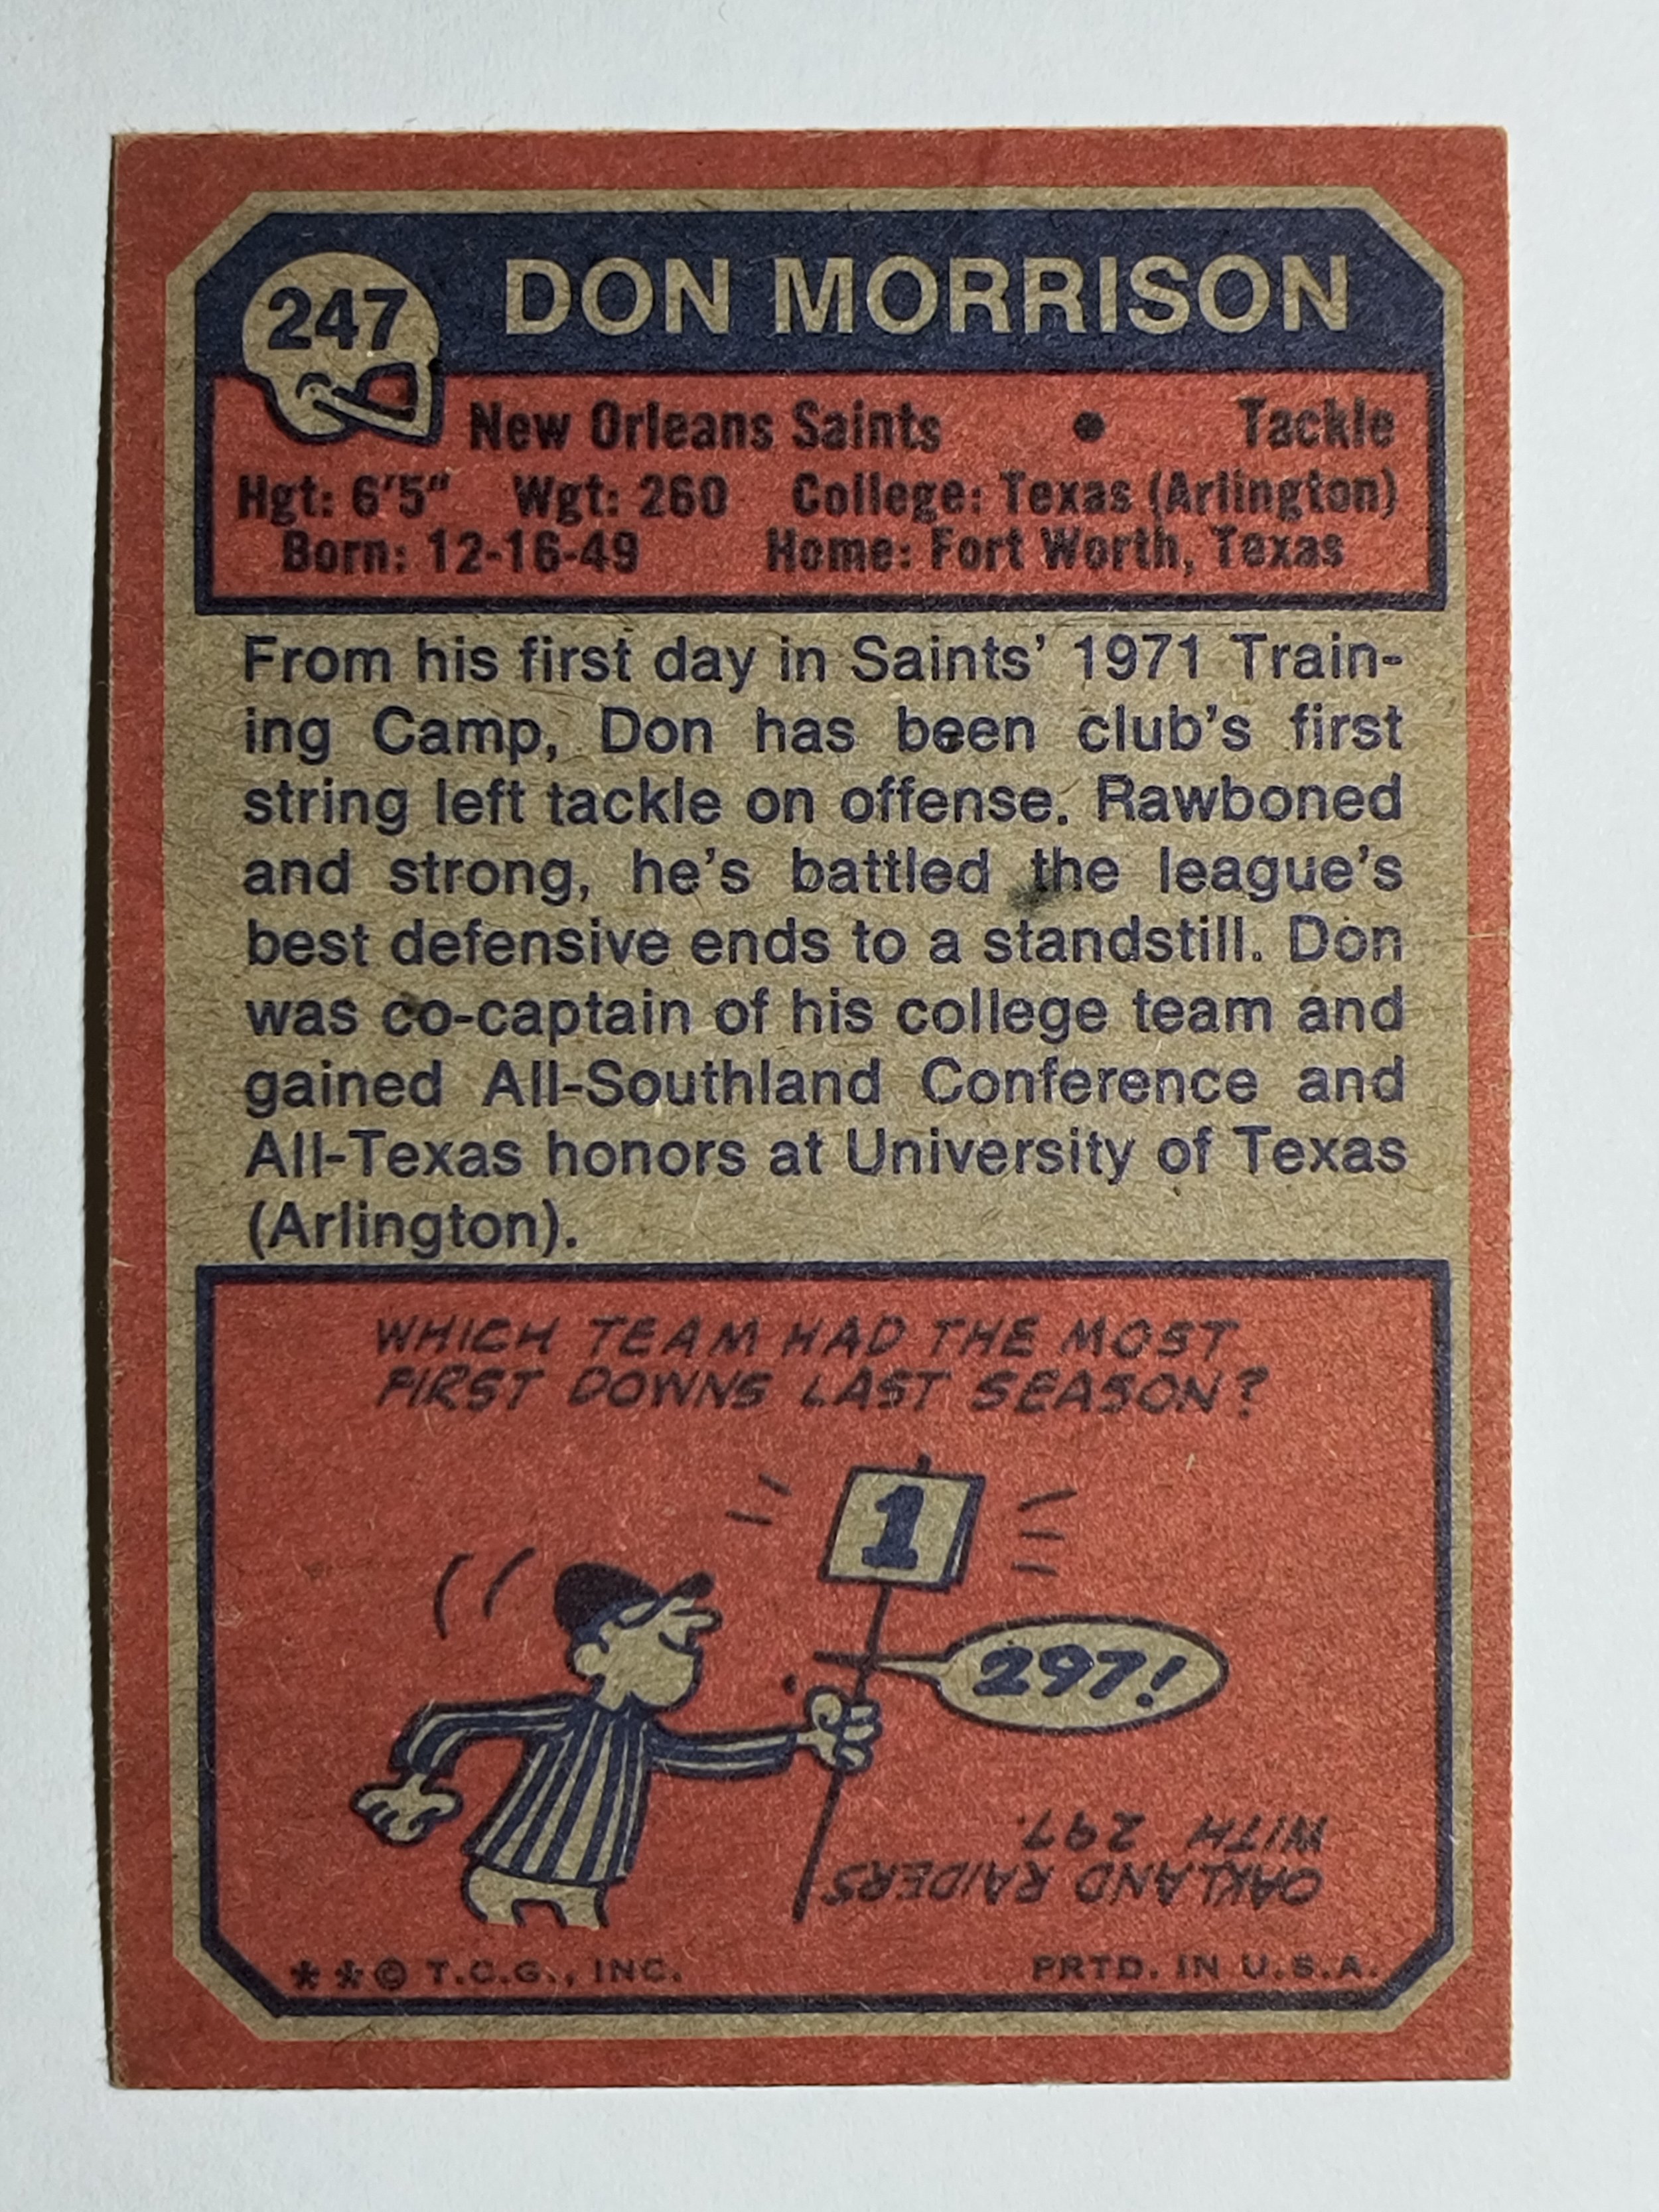 247
DON MORRISON
New Orleans Saints • Tackle
Hgt: 6'5" Wgt: 260 College: Texas (Arlington)
Born: 12-16-49 Home: Fort Worth, Texas
From his first day in Saints' 1971 Train-
ing Camp, Don has been club's first
string left tackle on offense. Rawboned
and strong, he's battled the league's
best defensive ends to a standstill. Don
was co-captain of his college team and
gained All-Southland Conference and
All-Texas honors at University of Texas
(Arlington).
WHICH TEAM HAD THE MOST
FIRST DOWNS LAST SEASON?
1
297!
OAKLAND RAIDERS
WITH 297.
**© T.C.G., INC. PRTD. IN U.S.A.